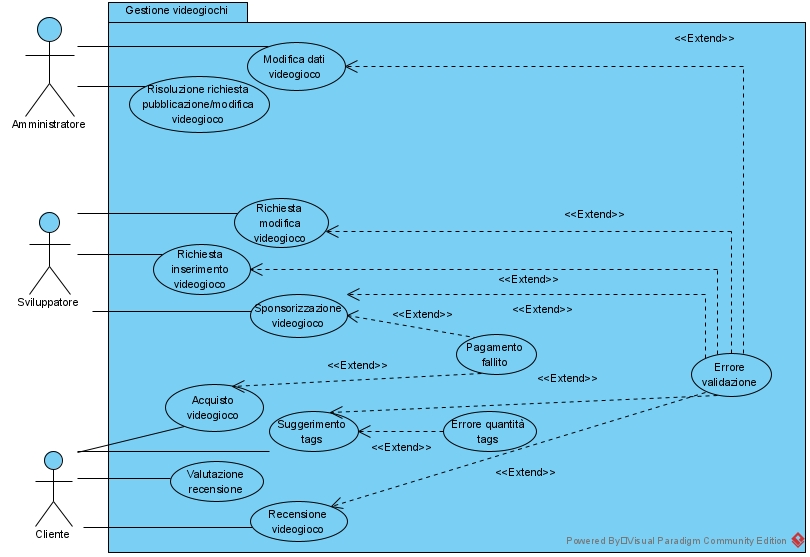 Gestione videogiochi
<<Extend>>
Modifica dati
videogioco
Risoluzione richiesta
pubblicazione/modifica
videogioco
Amministratore
Richiesta
modifica
videogioco
<<Extend>>
Richiesta
inserimento
videogioco
<<Extend>>
Sviluppatore
Sponsorizzazione
videogioco
<<Extend>>
<<Extend>>
Pagamento
fallito
<<Extend>>
Errore
validazione
<<Extend>>
Acquisto
videogioco
Suggerimento
tags
Errore quantitá
tags
<<Extend>>
Valutazione
recensione
<<Extend>>
Cliente
Recensione
videogioco
Powered By Visual Paradigm Community Edition